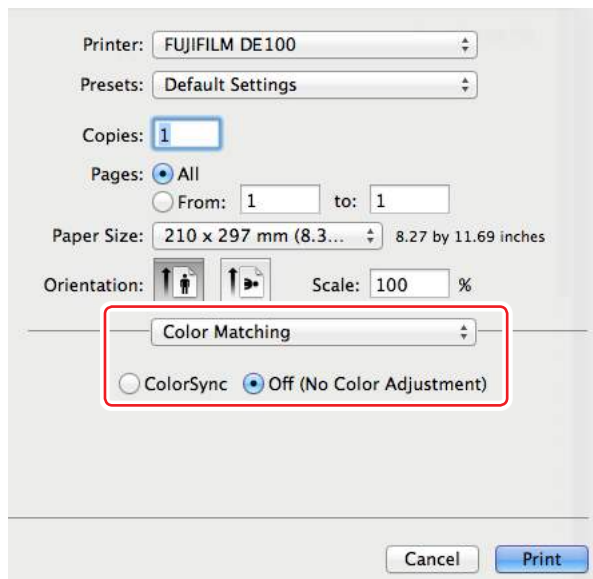 Printer: FUJIFILM DE100
Presets: Default Settings
Copies: 1
Pages: All
From: 1 to: 1
Paper Size: 210 x 297 mm (8.3... 8.27 by 11.69 inches
Orientation: Scale: 100 %
Color Matching
ColorSync Off (No Color Adjustment)
Cancel Print